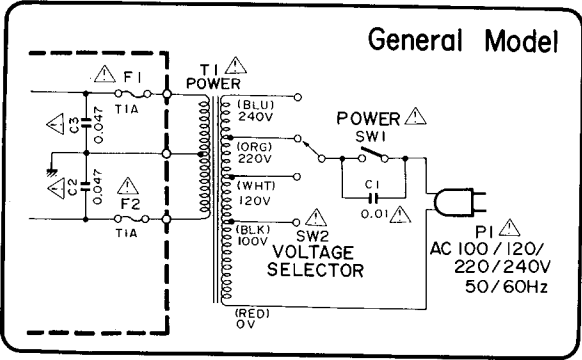 General Model
F1
T1A
C3
0.047
C2
0.047
F2
T1A
T1
POWER
(BLU)
240V
(ORG)
220V
(WHT)
120V
(BLK)
100V
(RED)
0V
SW2
VOLTAGE
SELECTOR
POWER
SW1
C1
0.01
P1
AC 100/120/
220/240V
50/60Hz